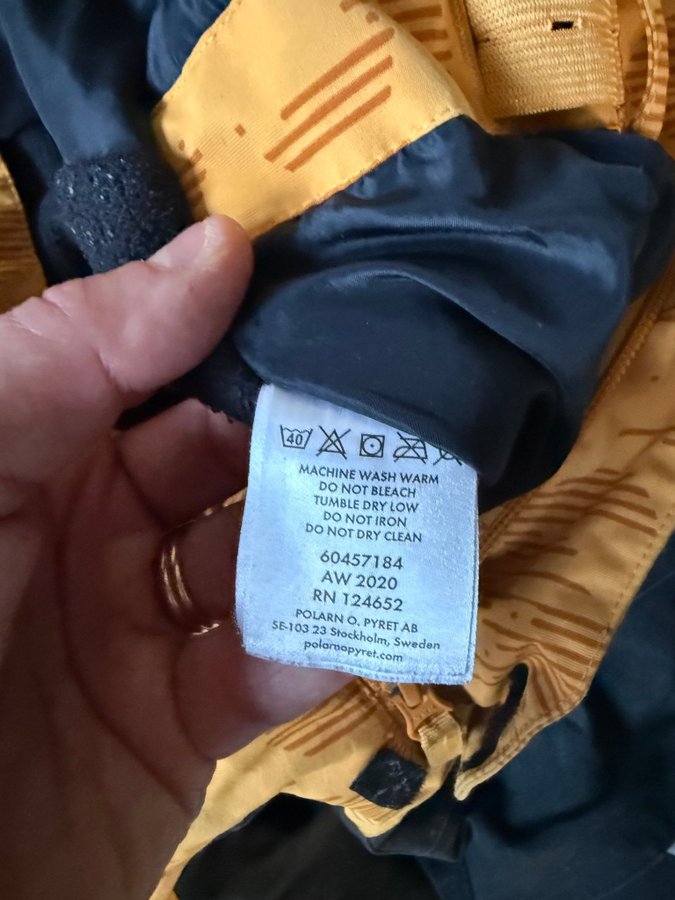 40
MACHINE WASH WARM
DO NOT BLEACH
TUMBLE DRY LOW
DO NOT IRON
DO NOT DRY CLEAN
60457184
AW 2020
RN 124652
POLARN O. PYRET AB
SE-103 23 Stockholm, Sweden
polarnopyret.com